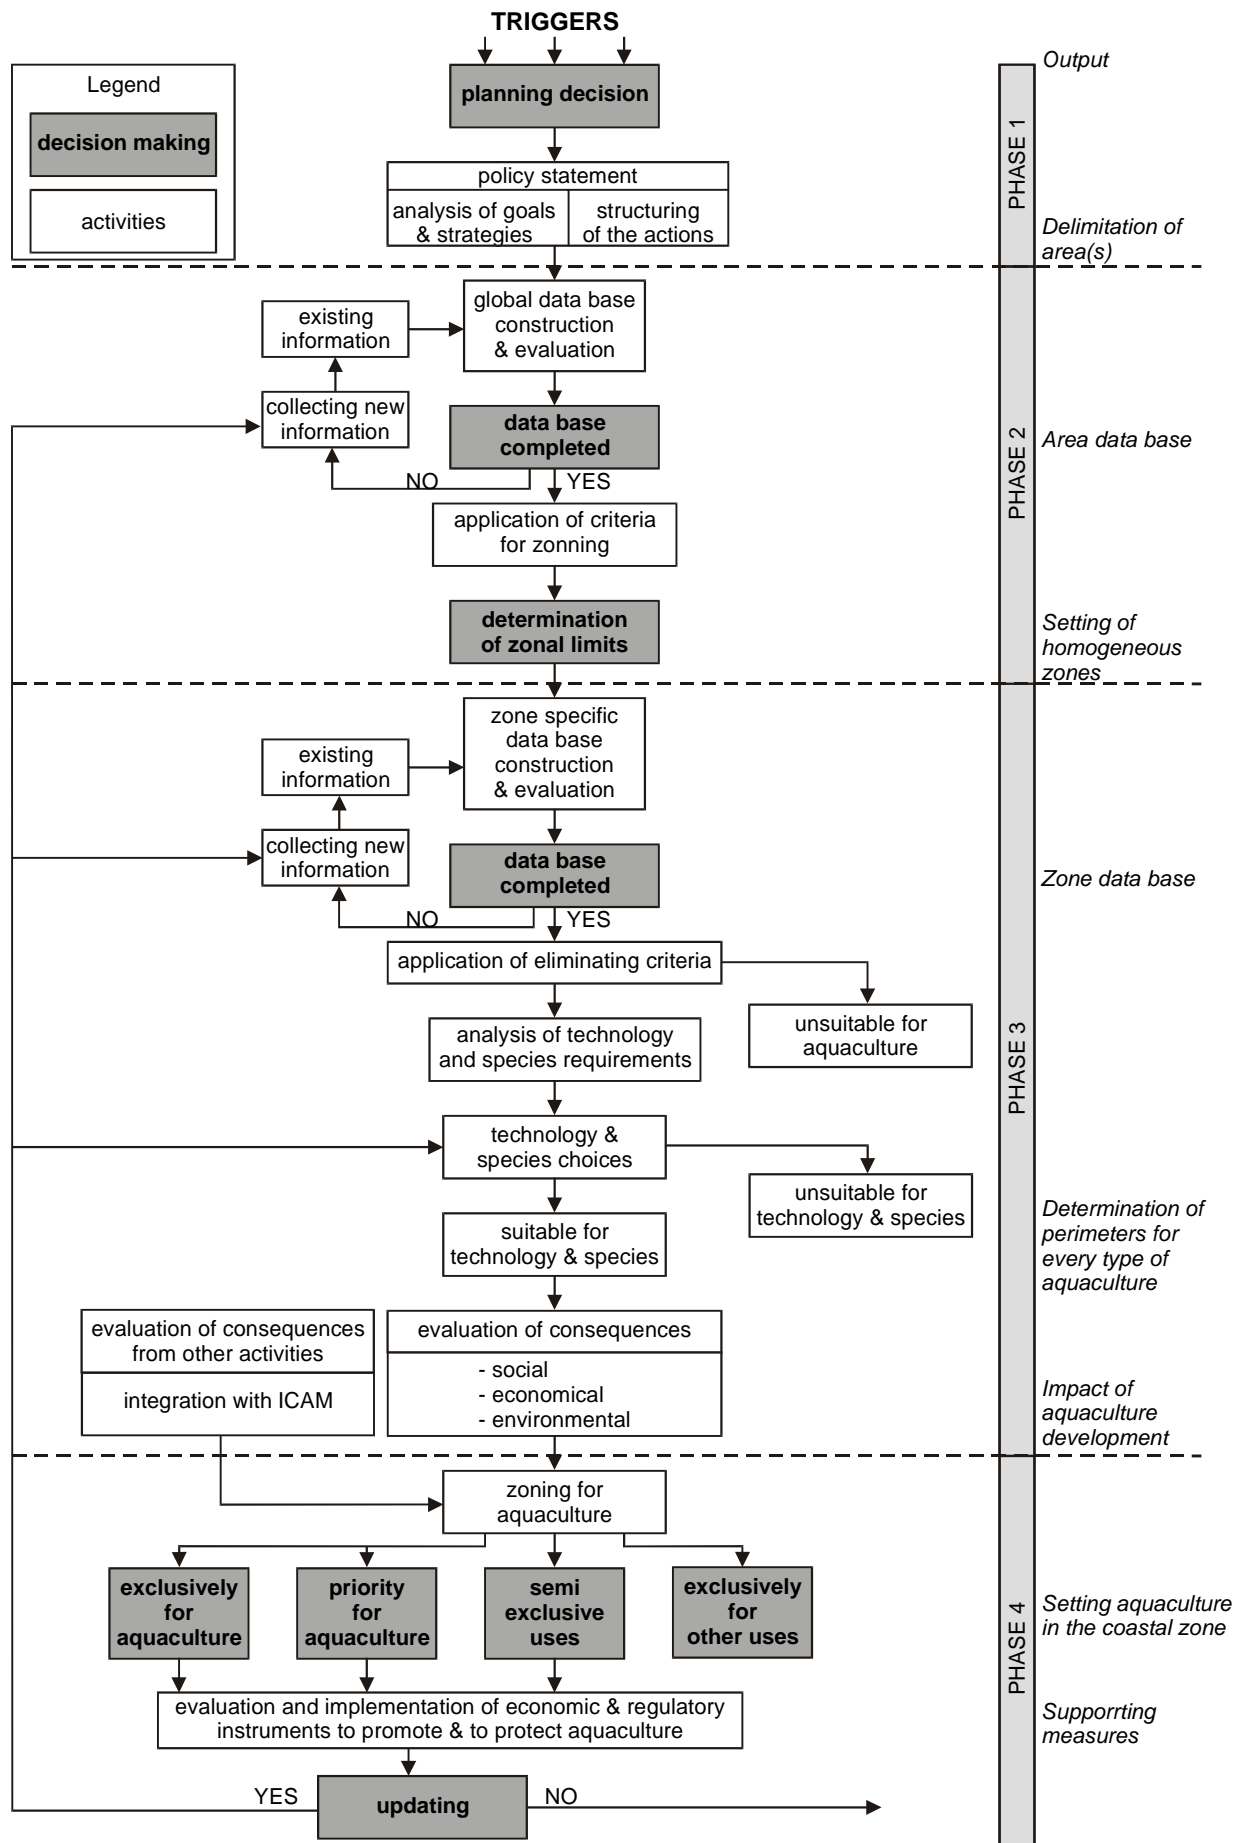 TRIGGERS
Output
Legend
decision making
activities
planning decision
policy statement
analysis of goals
& strategies
structuring
of the actions
PHASE 1
Delimitation of
area(s)
existing
information
global data base
construction
& evaluation
collecting new
information
data base
completed
NO
YES
application of criteria
for zonning
determination
of zonal limits
PHASE 2
Area data base
Setting of
homogeneous
zones
zone specific
data base
construction
& evaluation
existing
information
collecting new
information
data base
completed
NO
YES
application of eliminating criteria
unsuitable for
aquaculture
analysis of technology
and species requirements
technology &
species choices
unsuitable for
technology & species
suitable for
technology & species
evaluation of consequences
from other activities
integration with ICAM
evaluation of consequences
- social
- economical
- environmental
PHASE 3
Zone data base
Determination of
perimeters for
every type of
aquaculture
Impact of
aquaculture
development
zoning for
aquaculture
exclusively
for
aquaculture
priority
for
aquaculture
semi
exclusive
uses
exclusively
for
other uses
evaluation and implementation of economic & regulatory
instruments to promote & to protect aquaculture
YES
updating
NO
PHASE 4
Setting aquaculture
in the coastal zone
Supporrting
measures